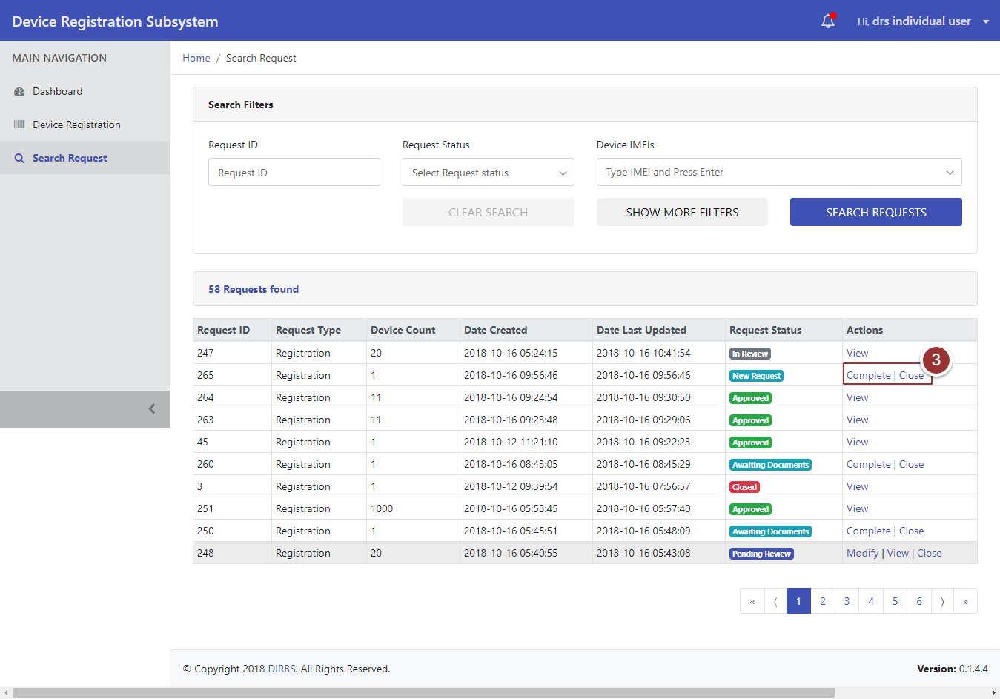 Device Registration Subsystem
Hi, drs individual user
MAIN NAVIGATION
Dashboard
Device Registration
Search Request
Home / Search Request
Search Filters
Request ID Request Status Device IMEIs
Request ID Select Request status Type IMEI and Press Enter
CLEAR SEARCH SHOW MORE FILTERS SEARCH REQUESTS
58 Requests found
Request ID Request Type Device Count Date Created Date Last Updated Request Status Actions
247 Registration 20 2018-10-16 05:24:15 2018-10-16 10:41:54 In Review View
3
265 Registration 1 2018-10-16 09:56:46 2018-10-16 09:56:46 New Request Complete | Close
264 Registration 11 2018-10-16 09:24:54 2018-10-16 09:30:50 Approved View
263 Registration 11 2018-10-16 09:23:48 2018-10-16 09:29:06 Approved View
45 Registration 1 2018-10-12 11:21:10 2018-10-16 09:22:23 Approved View
260 Registration 1 2018-10-16 08:43:05 2018-10-16 08:45:29 Awaiting Documents Complete | Close
3 Registration 1 2018-10-12 09:39:54 2018-10-16 07:56:57 Closed View
251 Registration 1000 2018-10-16 05:53:45 2018-10-16 05:57:40 Approved View
250 Registration 1 2018-10-16 05:45:51 2018-10-16 05:48:09 Awaiting Documents Complete | Close
248 Registration 20 2018-10-16 05:40:55 2018-10-16 05:43:08 Pending Review Modify | View | Close
« ⟨ 1 2 3 4 5 6 ⟩ »
© Copyright 2018 DIRBS. All Rights Reserved. Version: 0.1.4.4